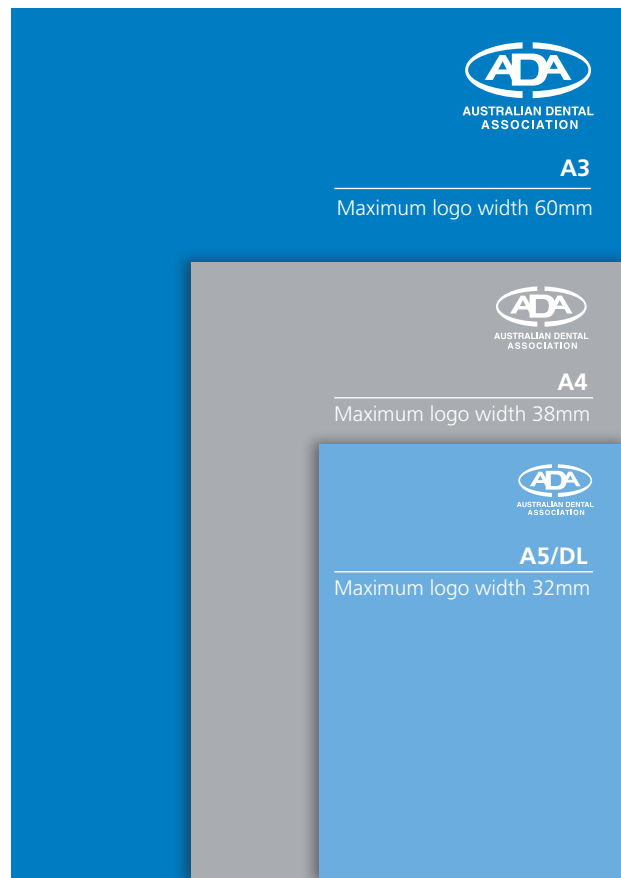 ADA
AUSTRALIAN DENTAL
ASSOCIATION
A3
Maximum logo width 60mm
ADA
AUSTRALIAN DENTAL
ASSOCIATION
A4
Maximum logo width 38mm
ADA
AUSTRALIAN DENTAL
ASSOCIATION
A5/DL
Maximum logo width 32mm